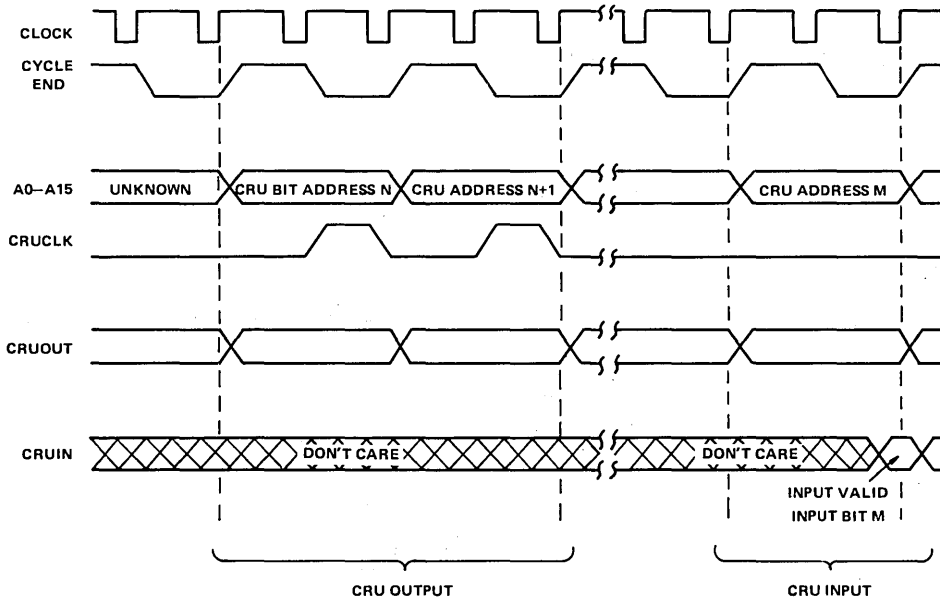 CLOCK
CYCLE
END
A0–A15
UNKNOWN
CRU BIT ADDRESS N
CRU ADDRESS N+1
CRU ADDRESS M
CRUCLK
CRUOUT
CRUIN
DON'T CARE
DON'T CARE
INPUT VALID
INPUT BIT M
CRU OUTPUT
CRU INPUT